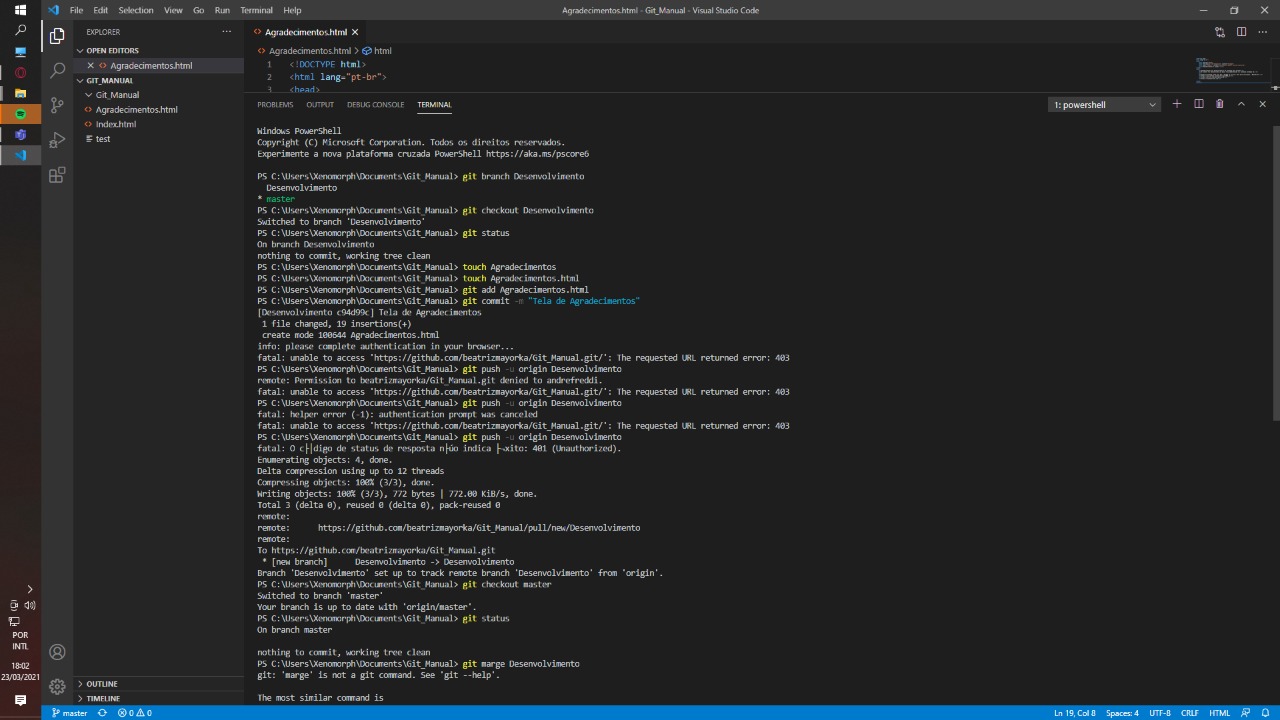 File Edit Selection View Go Run Terminal Help
Agradecimentos.html - Git_Manual - Visual Studio Code
EXPLORER
OPEN EDITORS
Agradecimentos.html
GIT_MANUAL
Git_Manual
Agradecimentos.html
Index.html
test
Agradecimentos.html
Agradecimentos.html > html
1 <!DOCTYPE html>
2 <html lang="pt-br">
<head>
PROBLEMS OUTPUT DEBUG CONSOLE TERMINAL
1: powershell
Windows PowerShell
Copyright (C) Microsoft Corporation. Todos os direitos reservados.
Experimente a nova plataforma cruzada PowerShell https://aka.ms/pscore6
PS C:\Users\Xenomorph\Documents\Git_Manual> git branch Desenvolvimento
Desenvolvimento
* master
PS C:\Users\Xenomorph\Documents\Git_Manual> git checkout Desenvolvimento
Switched to branch 'Desenvolvimento'
PS C:\Users\Xenomorph\Documents\Git_Manual> git status
On branch Desenvolvimento
nothing to commit, working tree clean
PS C:\Users\Xenomorph\Documents\Git_Manual> touch Agradecimentos
PS C:\Users\Xenomorph\Documents\Git_Manual> touch Agradecimentos.html
PS C:\Users\Xenomorph\Documents\Git_Manual> git add Agradecimentos.html
PS C:\Users\Xenomorph\Documents\Git_Manual> git commit -m "Tela de Agradecimentos"
[Desenvolvimento c94d99c] Tela de Agradecimentos
1 file changed, 19 insertions(+)
create mode 100644 Agradecimentos.html
info: please complete authentication in your browser...
fatal: unable to access 'https://github.com/beatrizmayorka/Git_Manual.git/': The requested URL returned error: 403
PS C:\Users\Xenomorph\Documents\Git_Manual> git push -u origin Desenvolvimento
remote: Permission to beatrizmayorka/Git_Manual.git denied to andrefreddi.
fatal: unable to access 'https://github.com/beatrizmayorka/Git_Manual.git/': The requested URL returned error: 403
PS C:\Users\Xenomorph\Documents\Git_Manual> git push -u origin Desenvolvimento
fatal: helper error (-1): authentication prompt was canceled
fatal: unable to access 'https://github.com/beatrizmayorka/Git_Manual.git/': The requested URL returned error: 403
PS C:\Users\Xenomorph\Documents\Git_Manual> git push -u origin Desenvolvimento
fatal: O c├│digo de status de resposta n├úo indica ├¬xito: 401 (Unauthorized).
Enumerating objects: 4, done.
Delta compression using up to 12 threads
Compressing objects: 100% (3/3), done.
Writing objects: 100% (3/3), 772 bytes | 772.00 KiB/s, done.
Total 3 (delta 0), reused 0 (delta 0), pack-reused 0
remote:
remote: https://github.com/beatrizmayorka/Git_Manual/pull/new/Desenvolvimento
remote:
To https://github.com/beatrizmayorka/Git_Manual.git
* [new branch] Desenvolvimento -> Desenvolvimento
Branch 'Desenvolvimento' set up to track remote branch 'Desenvolvimento' from 'origin'.
PS C:\Users\Xenomorph\Documents\Git_Manual> git checkout master
Switched to branch 'master'
Your branch is up to date with 'origin/master'.
PS C:\Users\Xenomorph\Documents\Git_Manual> git status
On branch master
nothing to commit, working tree clean
PS C:\Users\Xenomorph\Documents\Git_Manual> git marge Desenvolvimento
git: 'marge' is not a git command. See 'git --help'.
The most similar command is
OUTLINE
TIMELINE
POR
INTL
18:02
23/03/2021
master 0 0
Ln 19, Col 8 Spaces: 4 UTF-8 CRLF HTML